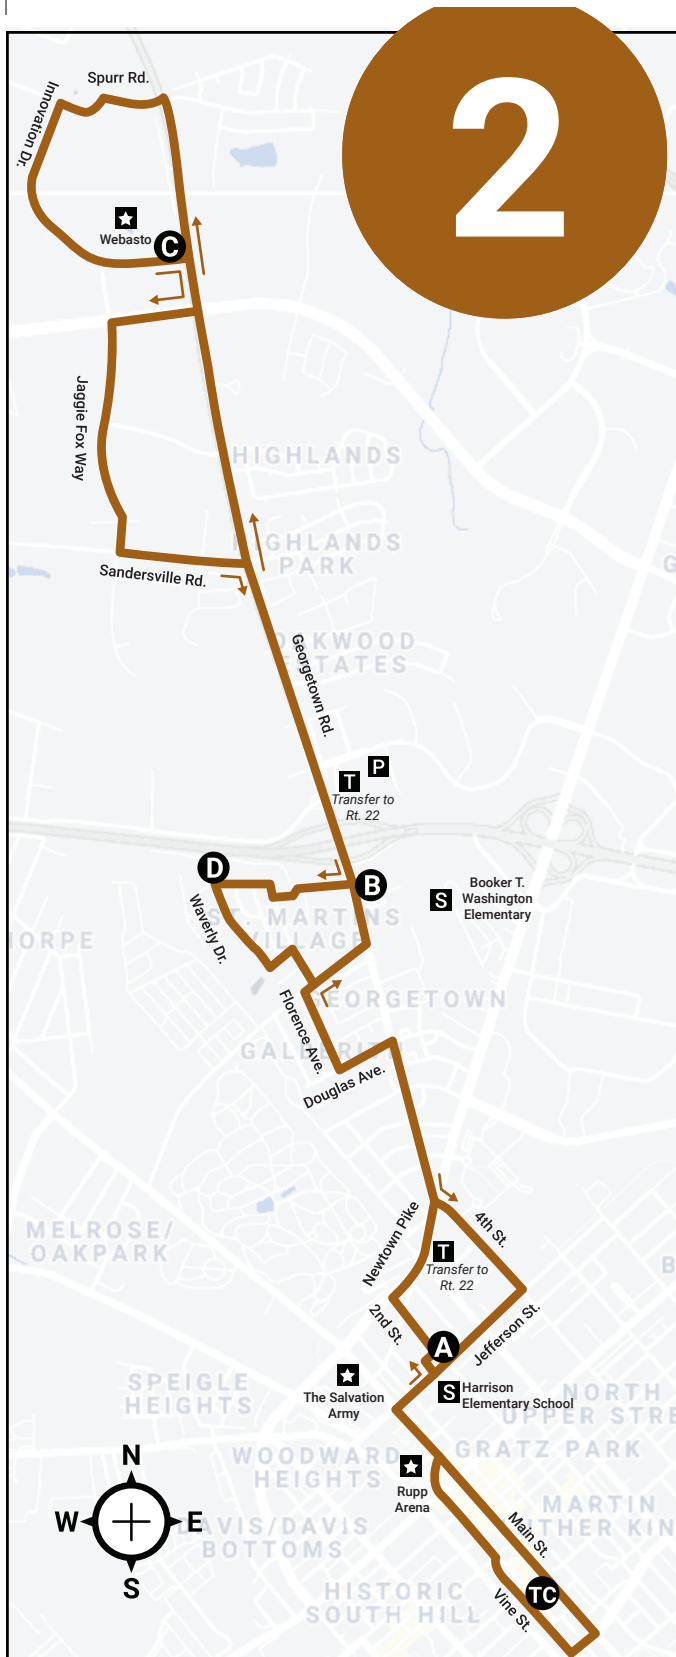 2
Spurr Rd.
Innovation Dr.
Webasto
C
Jaggie Fox Way
HIGHLANDS
HIGHLANDS
PARK
Sandersville Rd.
G
OAKWOOD
ESTATES
Georgetown Rd.
P
T
Transfer to
Rt. 22
D
B
Booker T.
S
Washington
Elementary
Waverly Dr.
ST. MARTINS
VILLAGE
HORPE
GEORGETOWN
Florence Ave.
GALBERITH
Douglas Ave.
4th St.
Newtown Pike
MELROSE/
OAKPARK
T
Transfer to
Rt. 22
B
2nd St.
Jefferson St.
A
SPEIGLE
HEIGHTS
The Salvation
Army
S
Harrison
Elementary School
NORTH
UPPER STRE
N
W
E
S
WOODWARD
HEIGHTS
GRATZ PARK
Rupp
Arena
MARTIN
LUTHER KIN
DAVIS/DAVIS
BOTTOMS
Main St.
TC
Vine St.
HISTORIC
SOUTH HILL